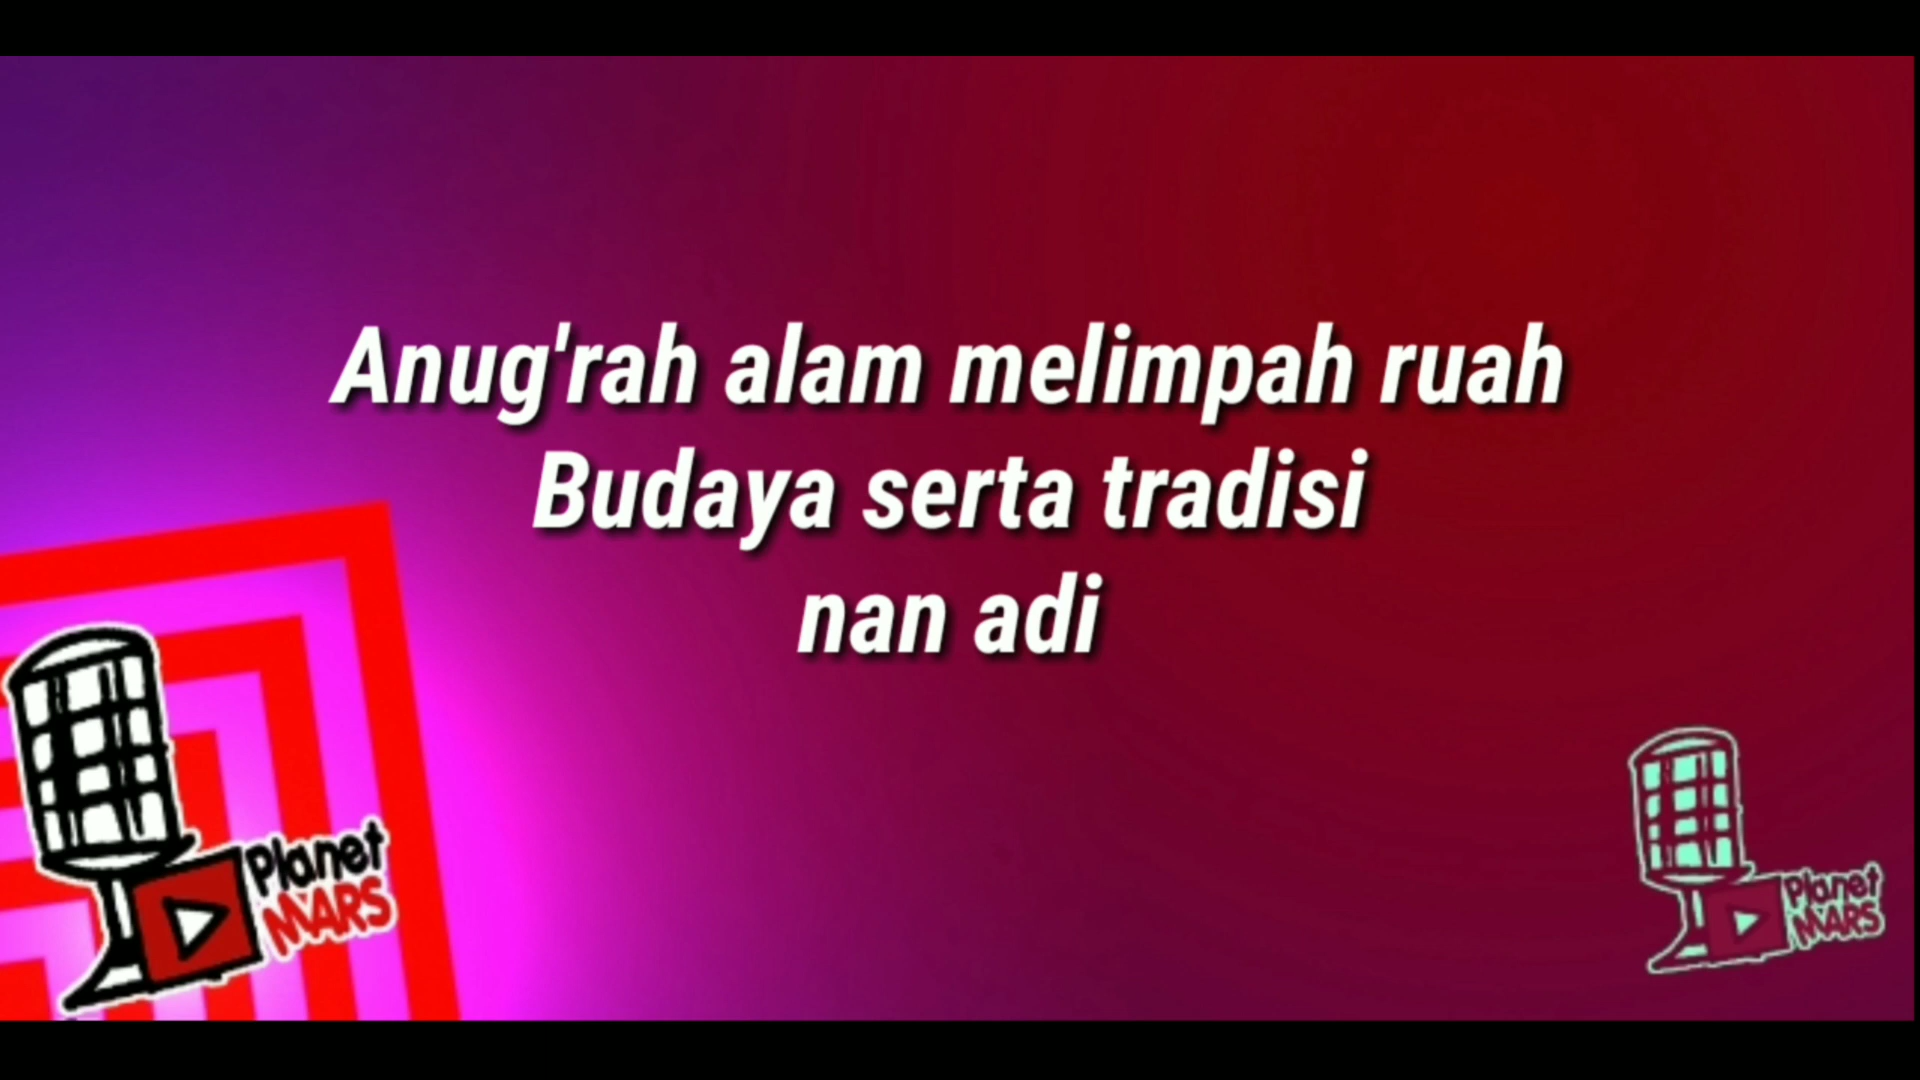 Anug'rah alam melimpah ruah
Budaya serta tradisi
nan adi
Planet
MARS
Planet
MARS